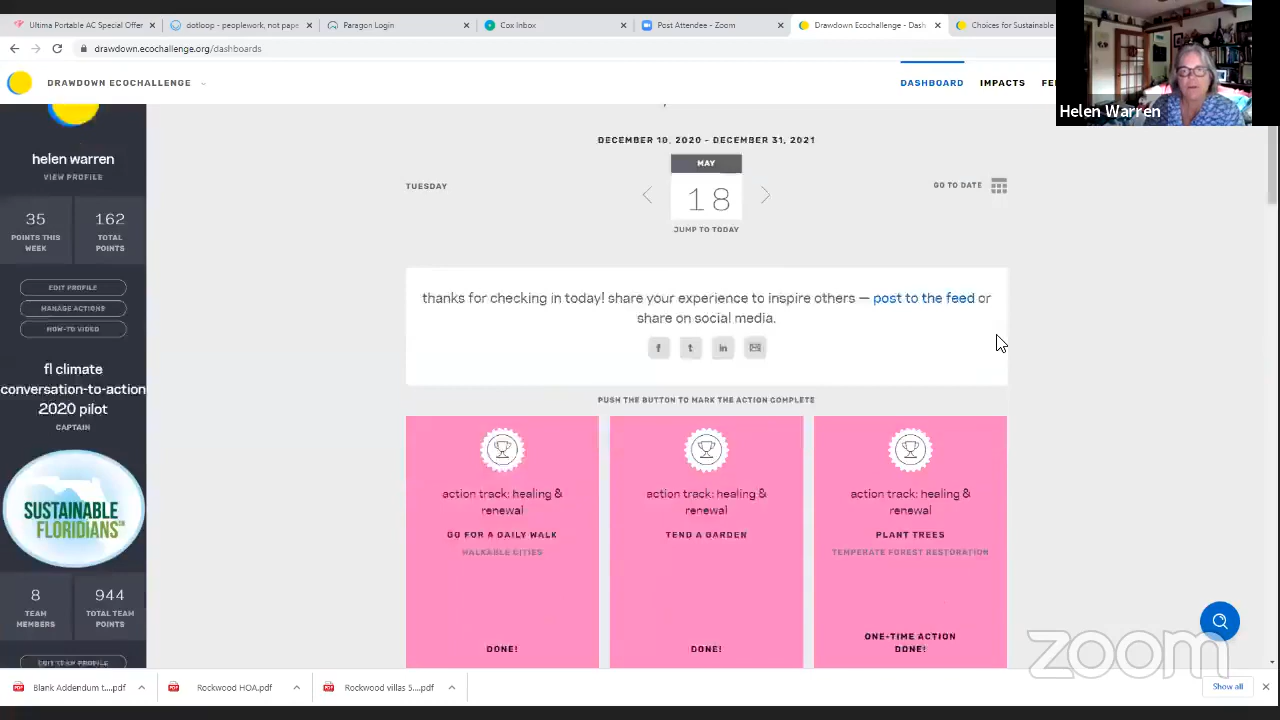 Ultima Portable AC Special Offer
dotloop - peoplework, not pape
Paragon Login
Cox Inbox
Post Attendee - Zoom
Drawdown Ecochallenge - Dash
Choices for Sustainable
drawdown.ecochallenge.org/dashboards
DRAWDOWN ECOCHALLENGE
DASHBOARD
IMPACTS
Helen Warren
DECEMBER 10, 2020 - DECEMBER 31, 2021
helen warren
VIEW PROFILE
TUESDAY
MAY
18
JUMP TO TODAY
GO TO DATE
35
POINTS THIS
WEEK
162
TOTAL
POINTS
EDIT PROFILE
MANAGE ACTIONS
HOW-TO VIDEO
thanks for checking in today! share your experience to inspire others — post to the feed or
share on social media.
fl climate
conversation-to-action
2020 pilot
CAPTAIN
PUSH THE BUTTON TO MARK THE ACTION COMPLETE
SUSTAINABLE
FLORIDIANS
action track: healing &
renewal
GO FOR A DAILY WALK
WALKABLE CITIES
DONE!
action track: healing &
renewal
TEND A GARDEN
DONE!
action track: healing &
renewal
PLANT TREES
TEMPERATE FOREST RESTORATION
ONE-TIME ACTION
DONE!
8
TEAM
MEMBERS
944
TOTAL TEAM
POINTS
EDIT TEAM PROFILE
zoom
Blank Addendum t....pdf
Rockwood HOA.pdf
Rockwood villas S....pdf
Show all